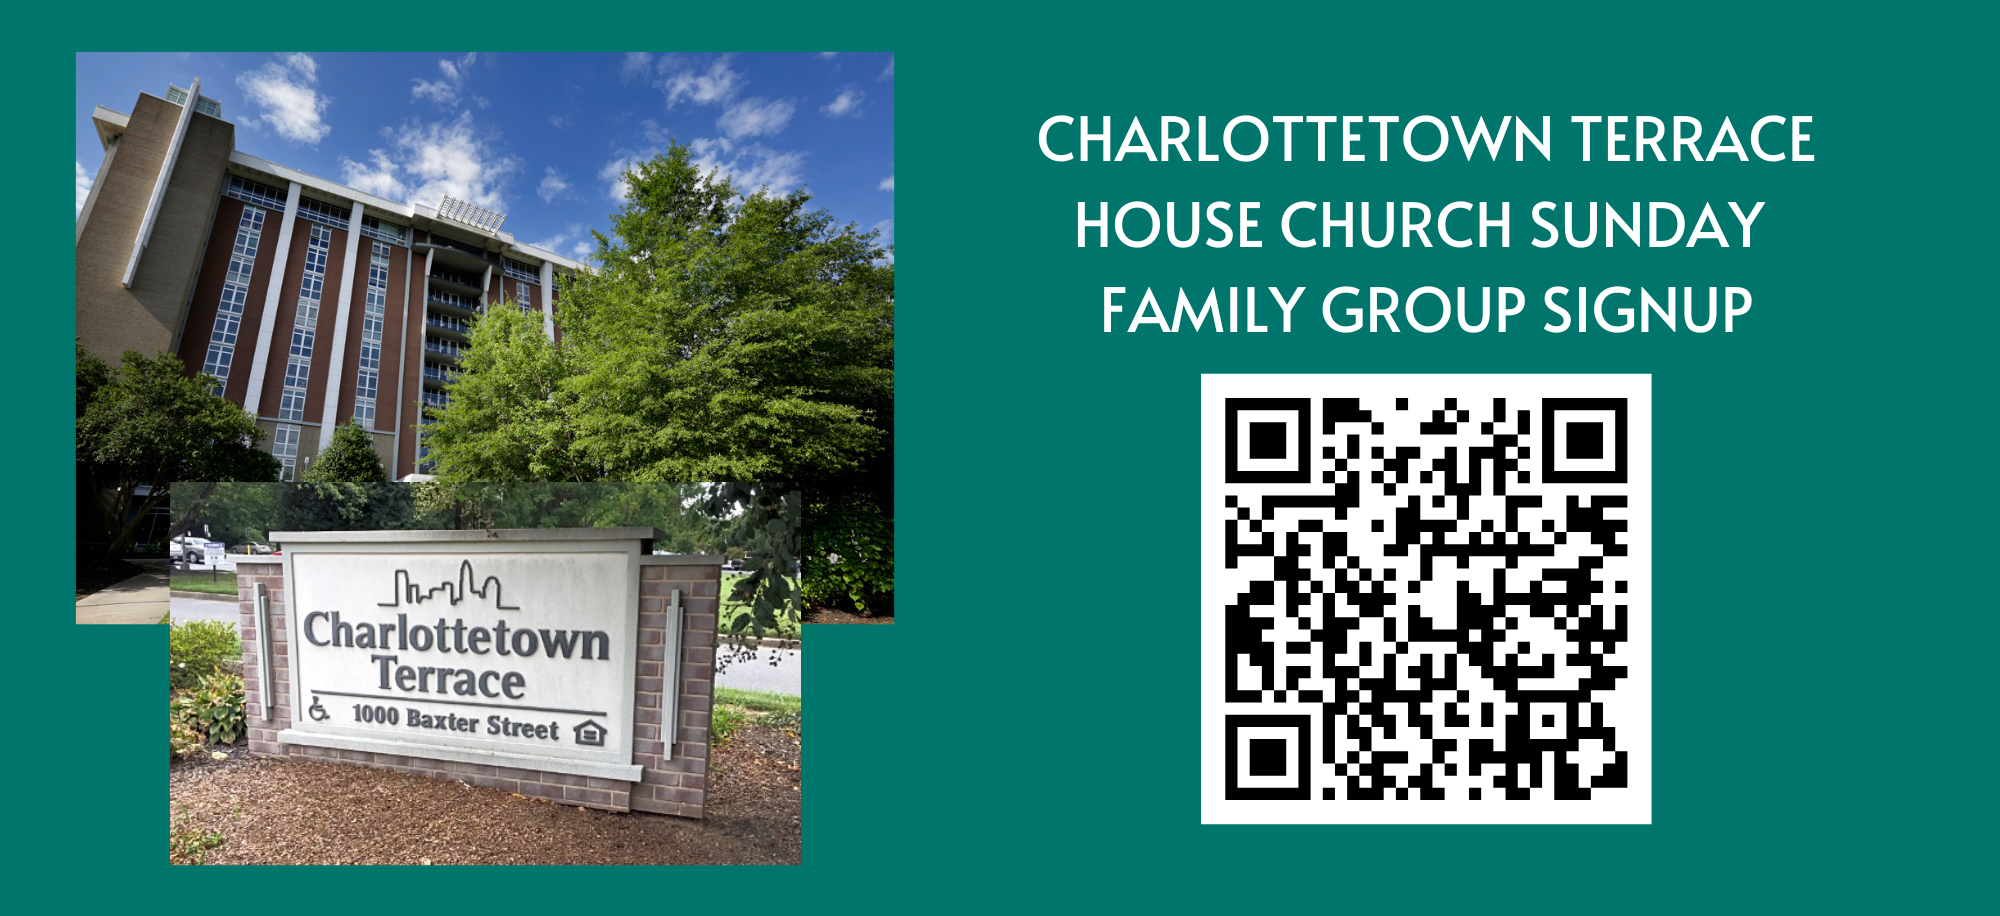 CHARLOTTETOWN TERRACE
HOUSE CHURCH SUNDAY
FAMILY GROUP SIGNUP
Charlottetown
Terrace
1000 Baxter Street